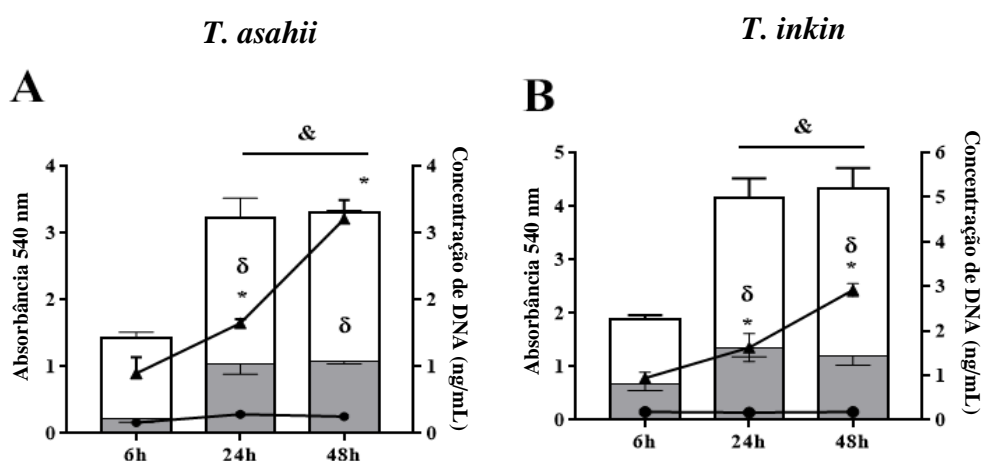 T. asahii
T. inkin
A
B
&
&
Absorbância 540 nm
4
3
2
1
0
*
δ
*
δ
4
3
2
1
0
Concentração de DNA (ng/mL)
6h 24h 48h
Absorbância 540 nm
5
4
3
2
1
0
δ
*
δ
*
6
5
4
3
2
1
0
Concentração de DNA (ng/mL)
6h 24h 48h